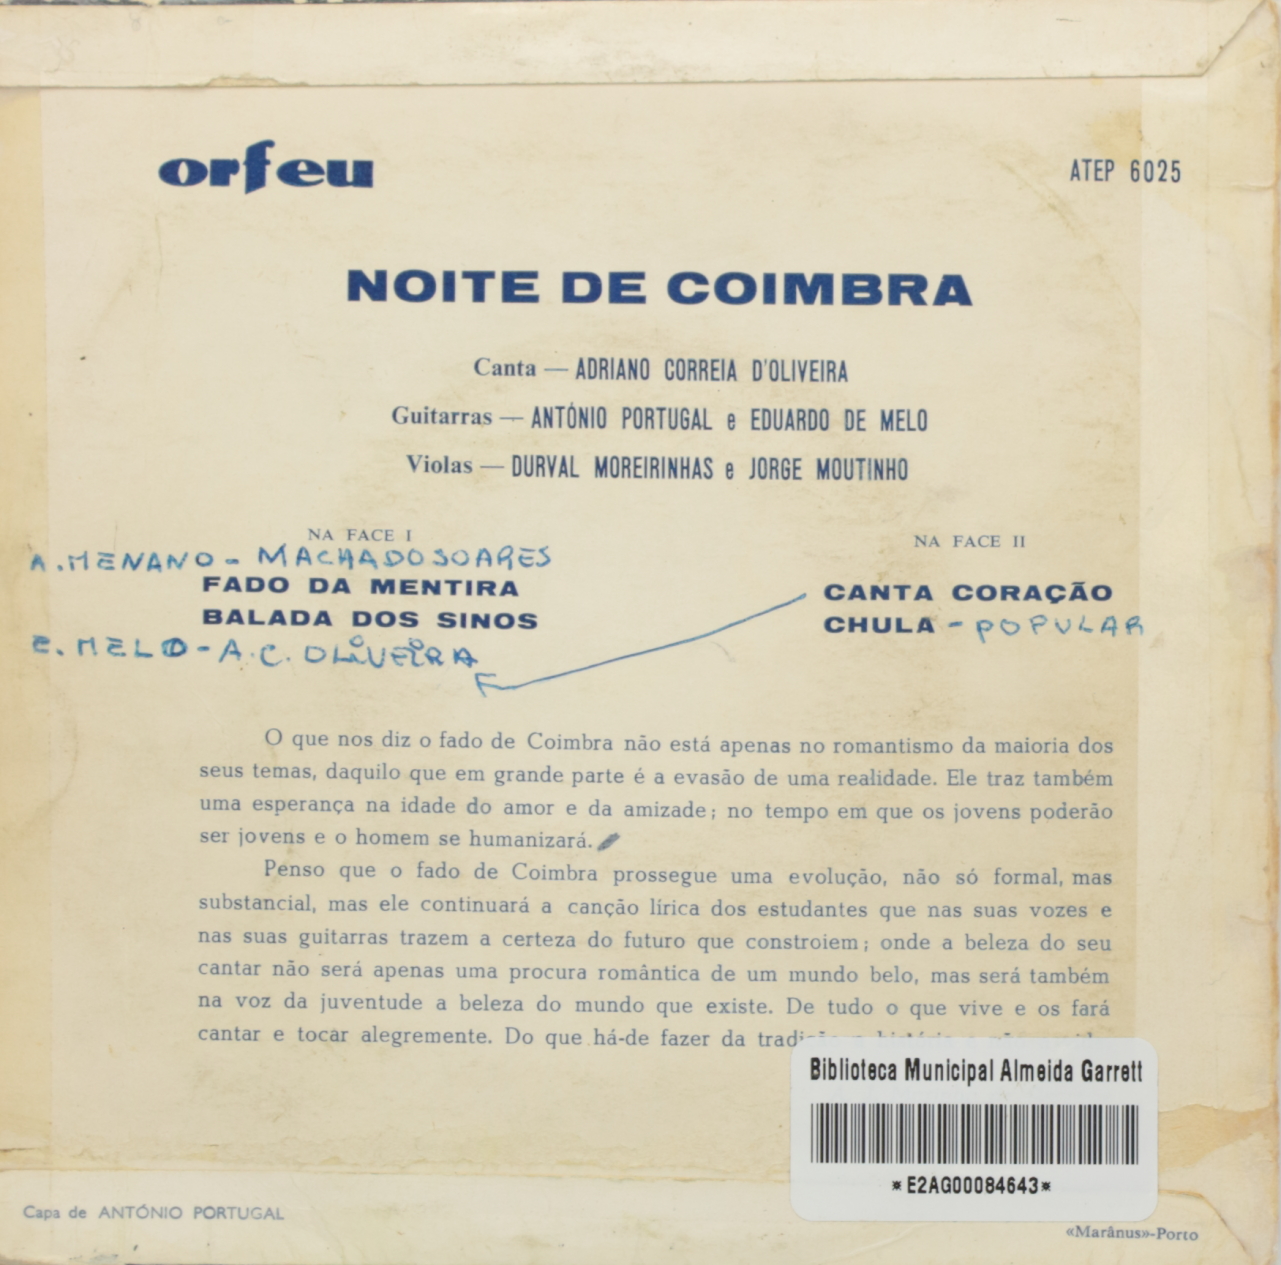 orfeu
ATEP 6025
NOITE DE COIMBRA
Canta — ADRIANO CORREIA D'OLIVEIRA
Guitarras — ANTÓNIO PORTUGAL e EDUARDO DE MELO
Violas — DURVAL MOREIRINHAS e JORGE MOUTINHO
NA FACE I
A. MENANO - MACHADO SOARES
FADO DA MENTIRA
BALADA DOS SINOS
E. MELO - A. C. OLIVEIRA
NA FACE II
CANTA CORAÇÃO
CHULA - POPULAR
O que nos diz o fado de Coimbra não está apenas no romantismo da maioria dos
seus temas, daquilo que em grande parte é a evasão de uma realidade. Ele traz também
uma esperança na idade do amor e da amizade; no tempo em que os jovens poderão
ser jovens e o homem se humanizará.
Penso que o fado de Coimbra prossegue uma evolução, não só formal, mas
substancial, mas ele continuará a canção lírica dos estudantes que nas suas vozes e
nas suas guitarras trazem a certeza do futuro que constroiem; onde a beleza do seu
cantar não será apenas uma procura romântica de um mundo belo, mas será também
na voz da juventude a beleza do mundo que existe. De tudo o que vive e os fará
cantar e tocar alegremente. Do que há-de fazer da
Biblioteca Municipal Almeida Garrett
*E2AG00084643*
Capa de ANTÓNIO PORTUGAL
«Marânus»-Porto